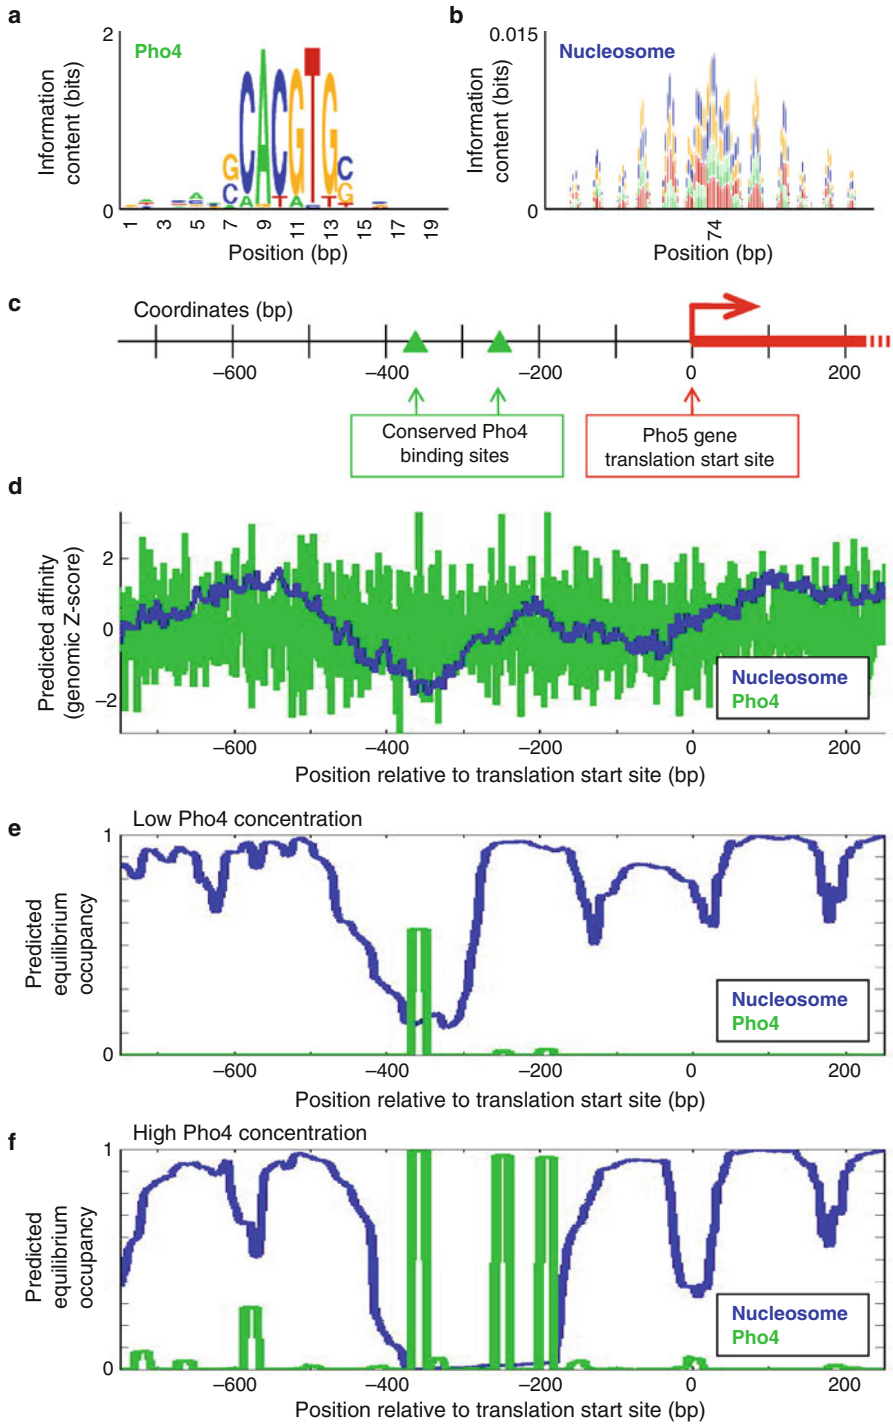 a
2
Pho4
Information
content (bits)
GCACGTGC
CAATATGG
0
1 3 5 7 9 11 13 15 17 19
Position (bp)
b
0.015
Nucleosome
Information
content (bits)
0
74
Position (bp)
c
Coordinates (bp)
–600 –400 –200 0 200
Conserved Pho4
binding sites
Pho5 gene
translation start site
d
Predicted affinity
(genomic Z-score)
2
0
–2
Nucleosome
Pho4
–600 –400 –200 0 200
Position relative to translation start site (bp)
e
Low Pho4 concentration
Predicted
equilibrium
occupancy
1
0
Nucleosome
Pho4
–600 –400 –200 0 200
Position relative to translation start site (bp)
f
High Pho4 concentration
Predicted
equilibrium
occupancy
1
0
Nucleosome
Pho4
–600 –400 –200 0 200
Position relative to translation start site (bp)